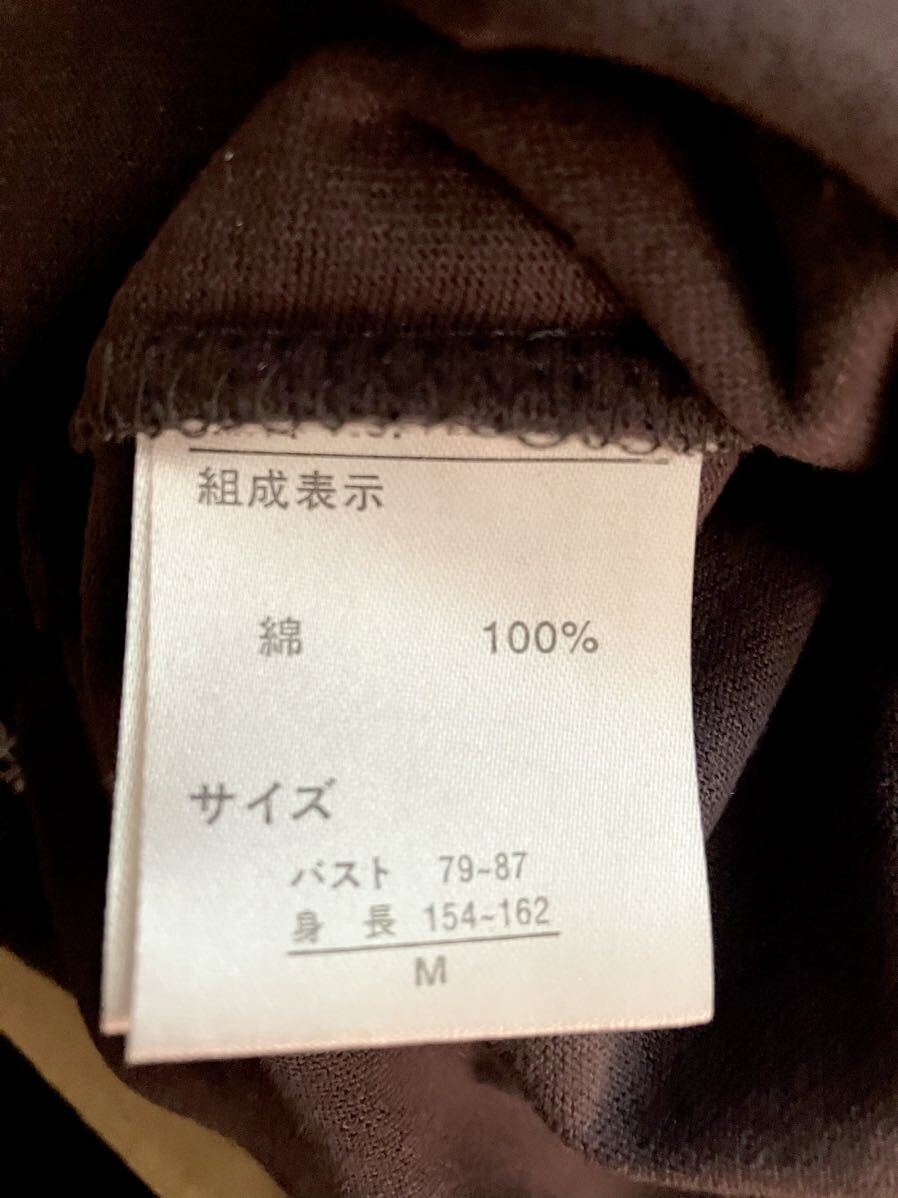 組成表示
綿 100%
サイズ
バスト 79~87
身長 154~162
M